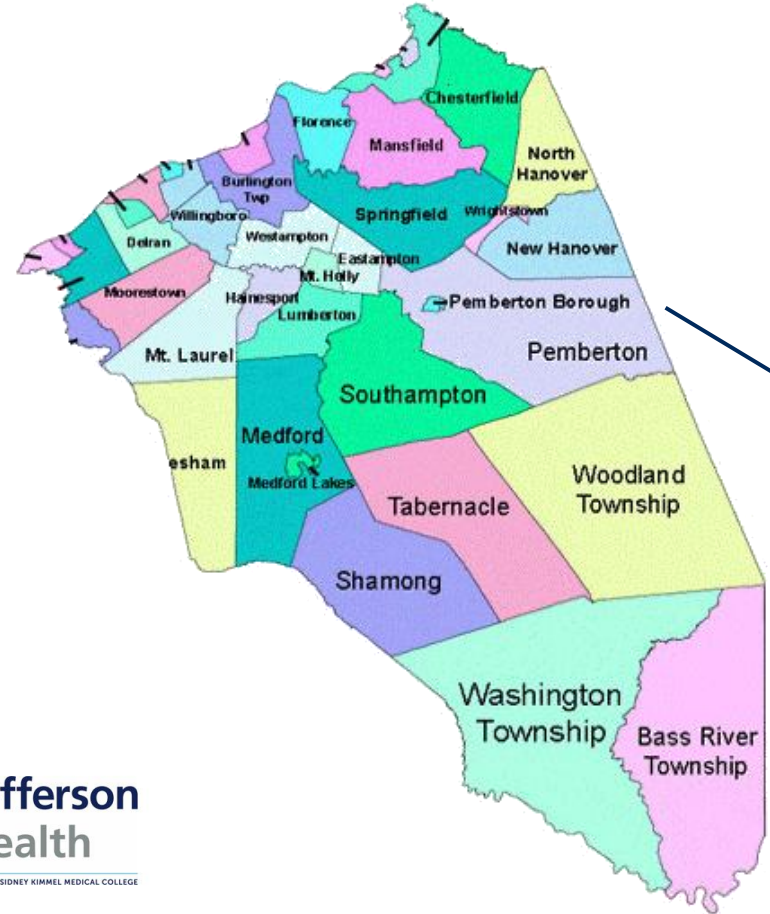 Chesterfield
Florence
Mansfield
North
Hanover
Burlington
Twp
Willingboro
Springfield
Wrightstown
Delran
Westampton
New Hanover
Eastampton
Mt. Holly
Moorestown
Hainesport
Pemberton Borough
Lumberton
Mt. Laurel
Pemberton
Southampton
Medford
esham
Medford Lakes
Woodland
Township
Tabernacle
Shamong
Washington
Township
Bass River
Township
fferson
ealth
SIDNEY KIMMEL MEDICAL COLLEGE